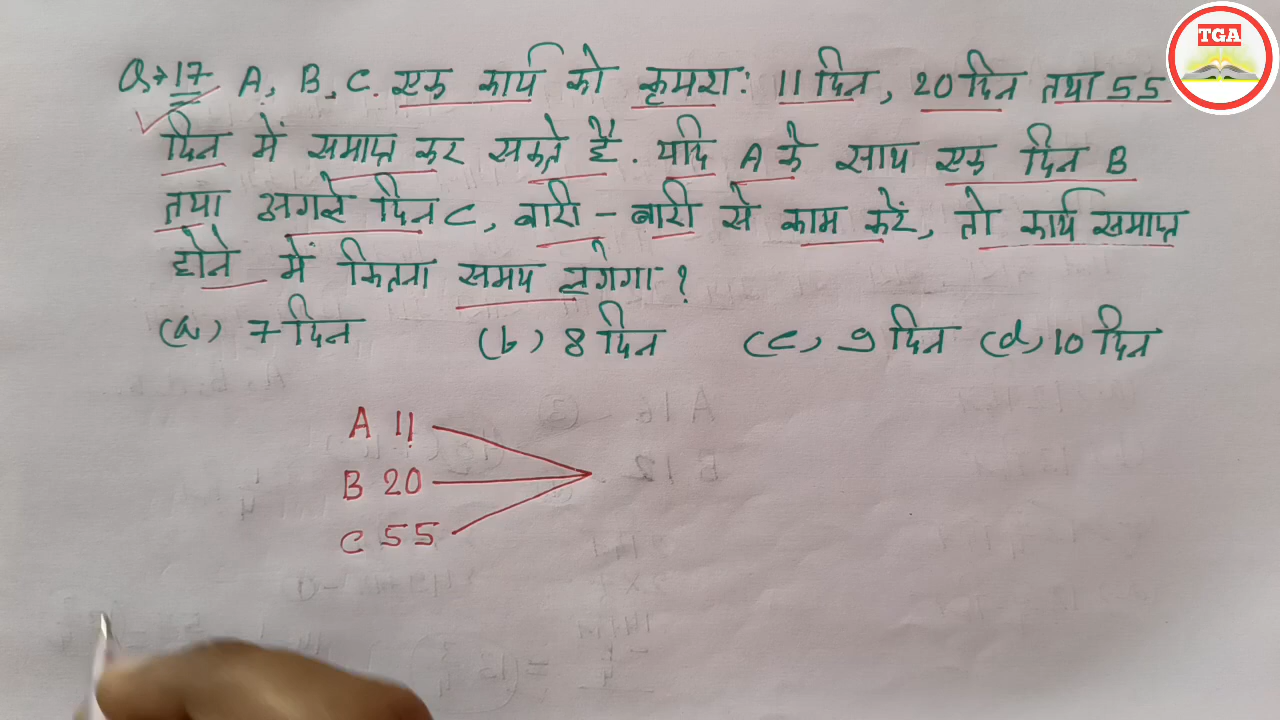 TGA
Q→17 A, B, C. एक कार्य को क्रमशः 11 दिन, 20 दिन तथा 55
दिन में समाप्त कर सकते हैं. यदि A के साथ एक दिन B
तथा अगले दिन C, बारी - बारी से काम करें, तो कार्य समाप्त
होने में कितना समय लगेगा ?
(a) 7 दिन (b) 8 दिन (c) 9 दिन (d) 10 दिन
A 11
B 20
C 55